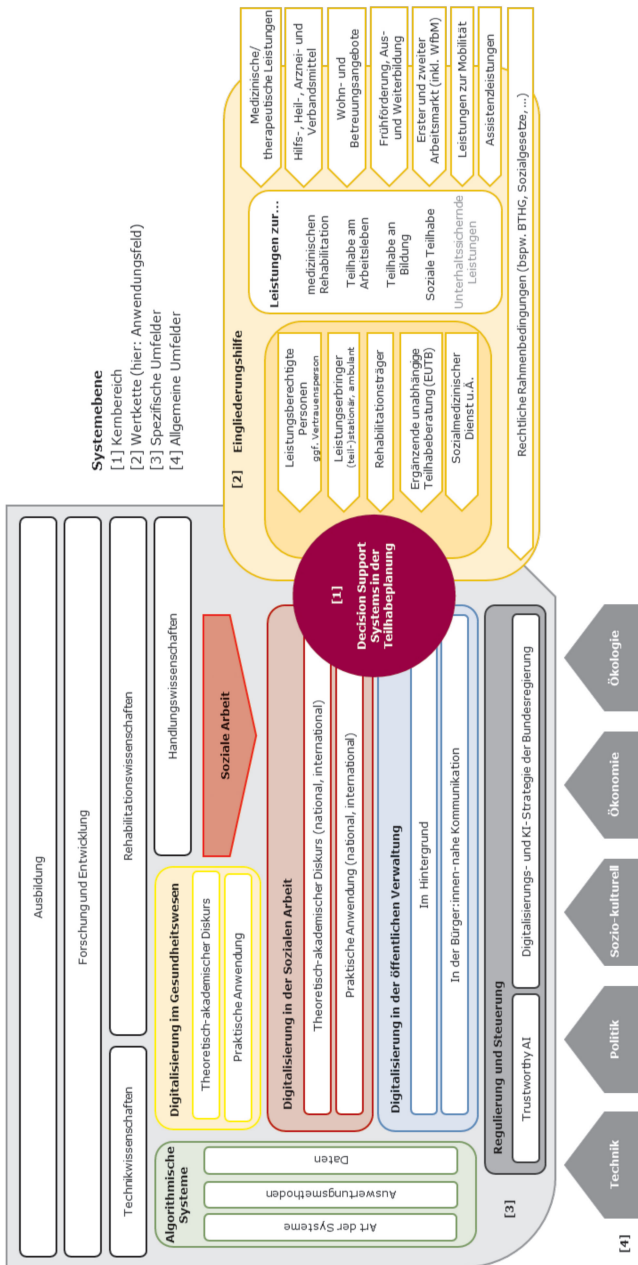 Ausbildung
Forschung und Entwicklung
Technikwissenschaften
Rehabilitationswissenschaften
Handlungswissenschaften
Soziale Arbeit
Algorithmische
Systeme
Art der Systeme
Auswertungsmethoden
Daten
Digitalisierung im Gesundheitswesen
Theoretisch-akademischer Diskurs
Praktische Anwendung
Digitalisierung in der Sozialen Arbeit
Theoretisch-akademischer Diskurs (national, international)
Praktische Anwendung (national, international)
Digitalisierung in der öffentlichen Verwaltung
Im Hintergrund
In der Bürger:innen-nahe Kommunikation
[3]
Regulierung und Steuerung
Trustworthy AI
Digitalisierungs- und KI-Strategie der Bundesregierung
[1]
Decision Support
Systems in der
Teilhabeplanung
Systemebene
[1] Kernbereich
[2] Wertkette (hier: Anwendungsfeld)
[3] Spezifische Umfelder
[4] Allgemeine Umfelder
[2] Eingliederungshilfe
Leistungsberechtigte
Personen
ggf. Vertrauensperson
Leistungserbringer
(teil-)stationär, ambulant
Rehabilitationsträger
Ergänzende unabhängige
Teilhabeberatung (EUTB)
Sozialmedizinischer
Dienst u.Ä.
Leistungen zur...
medizinischen
Rehabilitation
Teilhabe am
Arbeitsleben
Teilhabe an
Bildung
Soziale Teilhabe
Unterhaltssichernde
Leistungen
Medizinische/
therapeutische Leistungen
Hilfs-, Heil-, Arznei- und
Verbandsmittel
Wohn- und
Betreuungsangebote
Frühförderung, Aus-
und Weiterbildung
Erster und zweiter
Arbeitsmarkt (inkl. WfbM)
Leistungen zur Mobilität
Assistenzleistungen
Rechtliche Rahmenbedingungen (bspw. BTHG, Sozialgesetze, ...)
[4]
Technik
Politik
Sozio-kulturell
Ökonomie
Ökologie